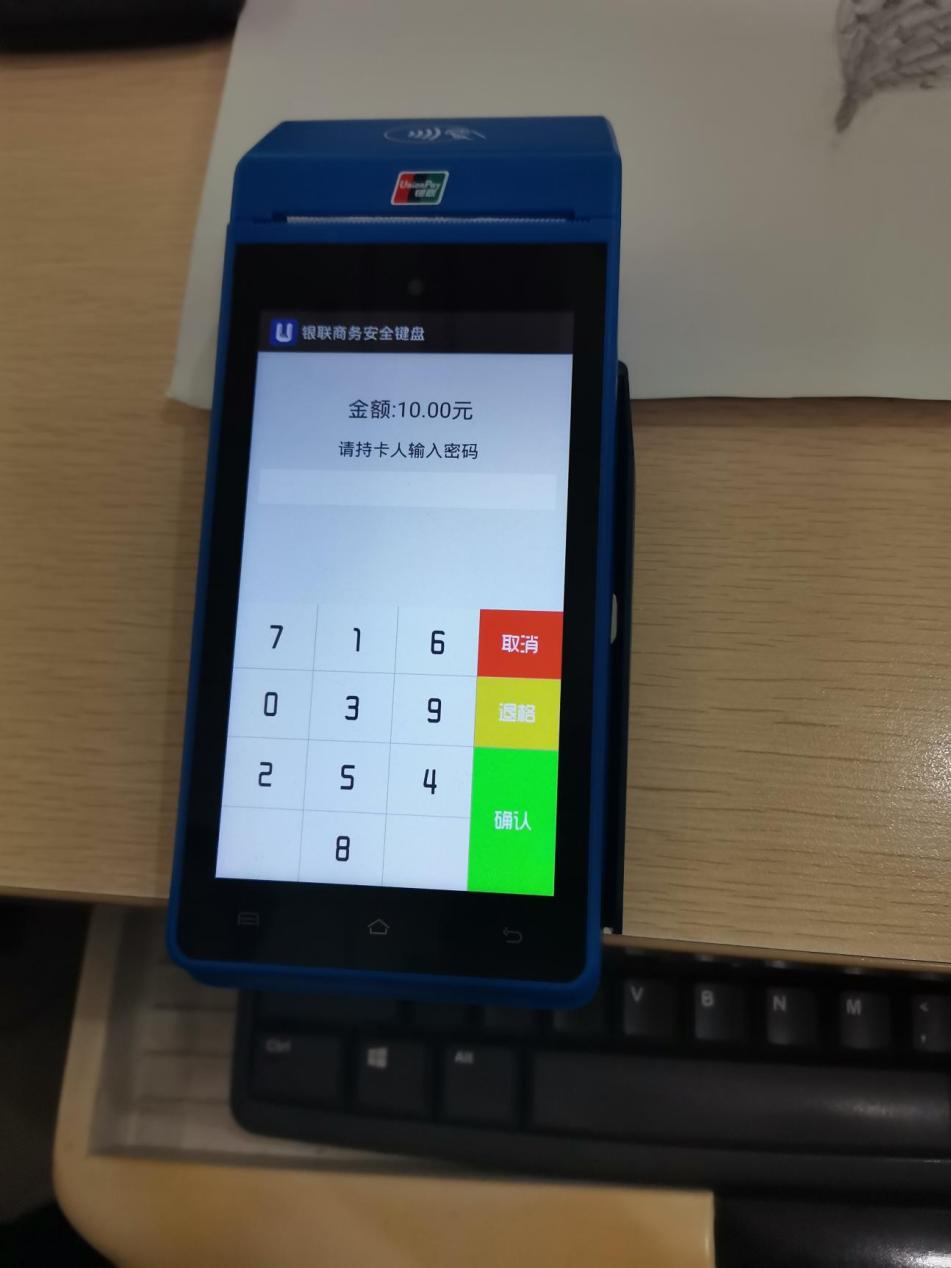 UnionPay
银联
银联商务安全键盘
金额:10.00元
请持卡人输入密码
7 1 6 取消
0 3 9 退格
2 5 4 确认
8
V B N M <
,
Ctrl Alt